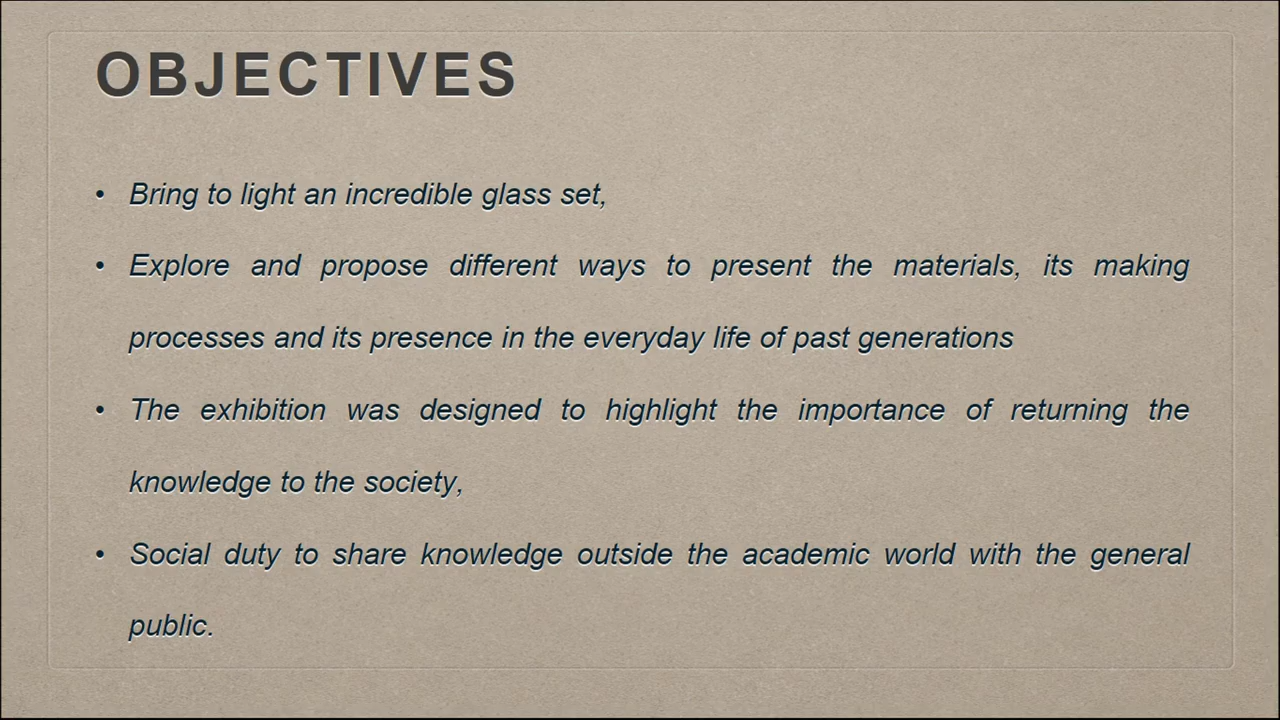 OBJECTIVES
• Bring to light an incredible glass set,
• Explore and propose different ways to present the materials, its making
processes and its presence in the everyday life of past generations
• The exhibition was designed to highlight the importance of returning the
knowledge to the society,
• Social duty to share knowledge outside the academic world with the general
public.